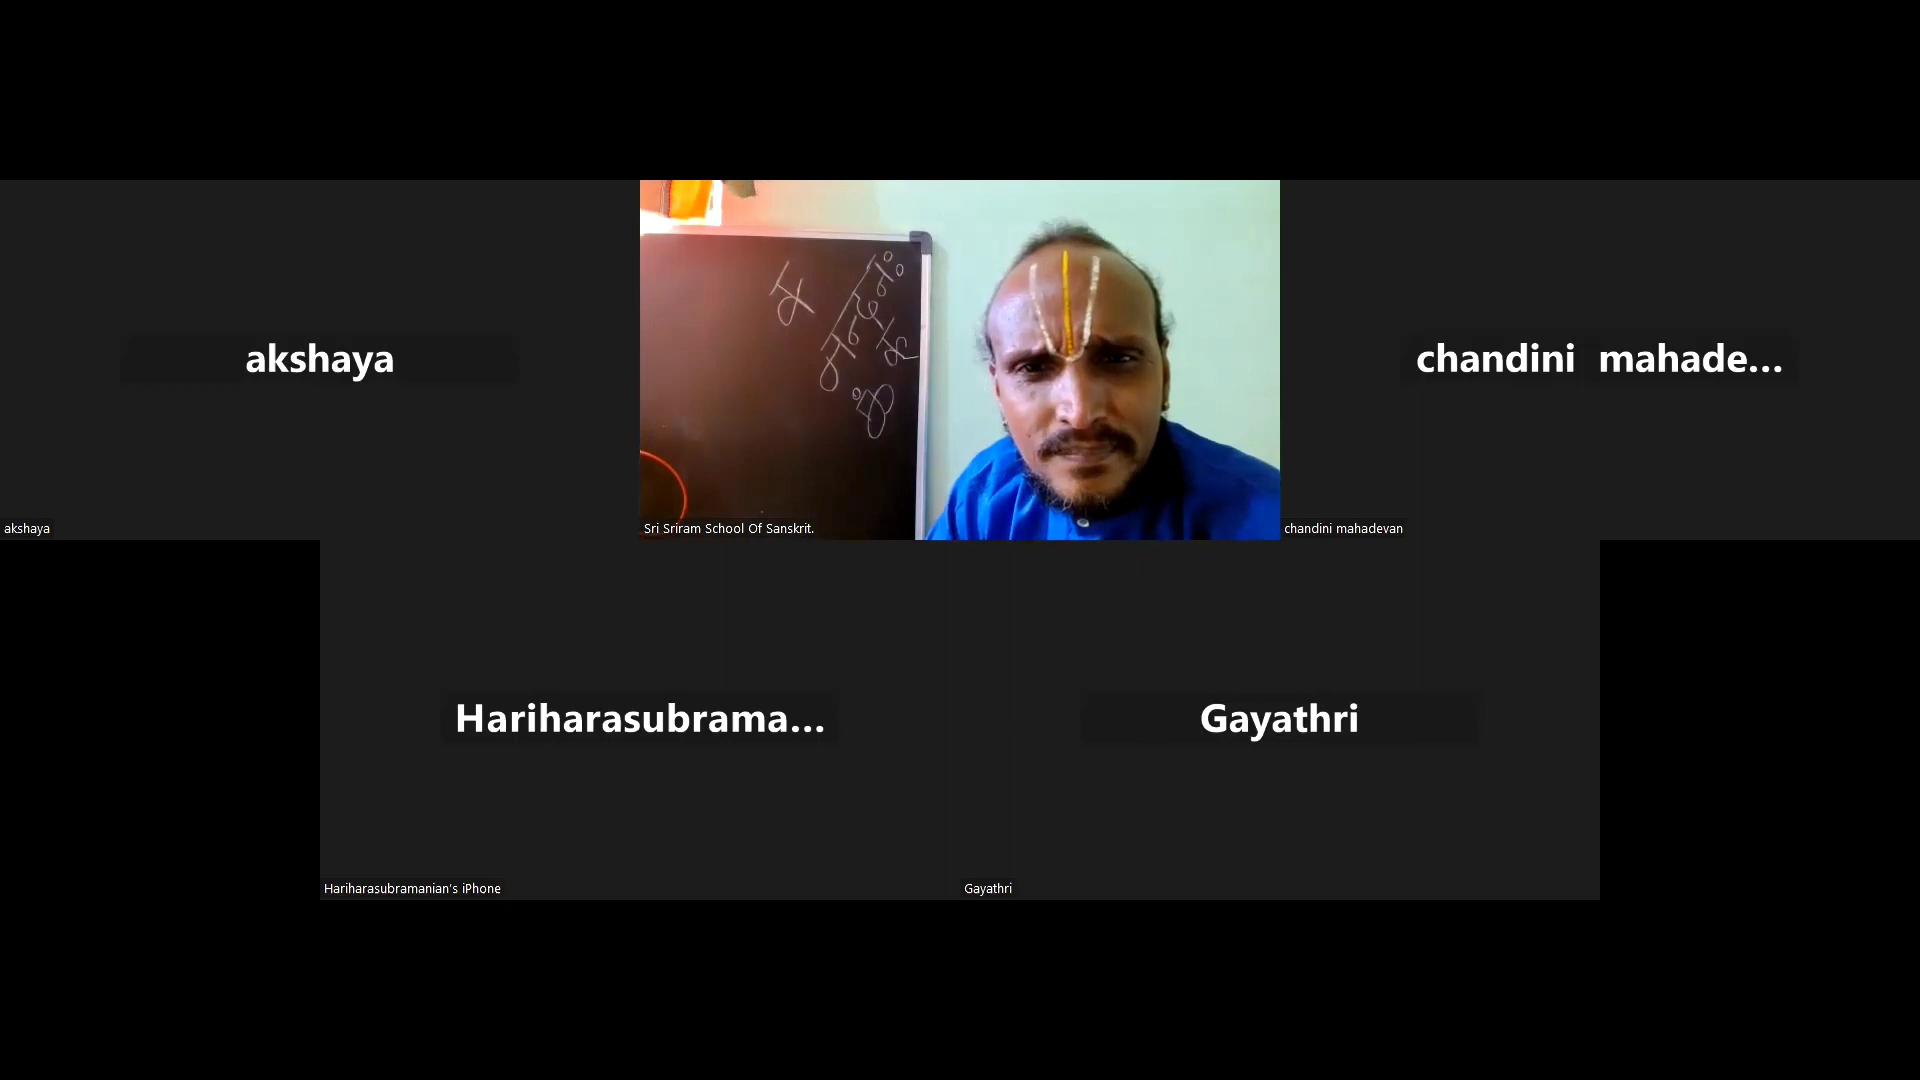 akshaya
akshaya
Sri Sriram School Of Sanskrit.
chandini mahade...
chandini mahadevan
Hariharasubrama...
Hariharasubramanian's iPhone
Gayathri
Gayathri